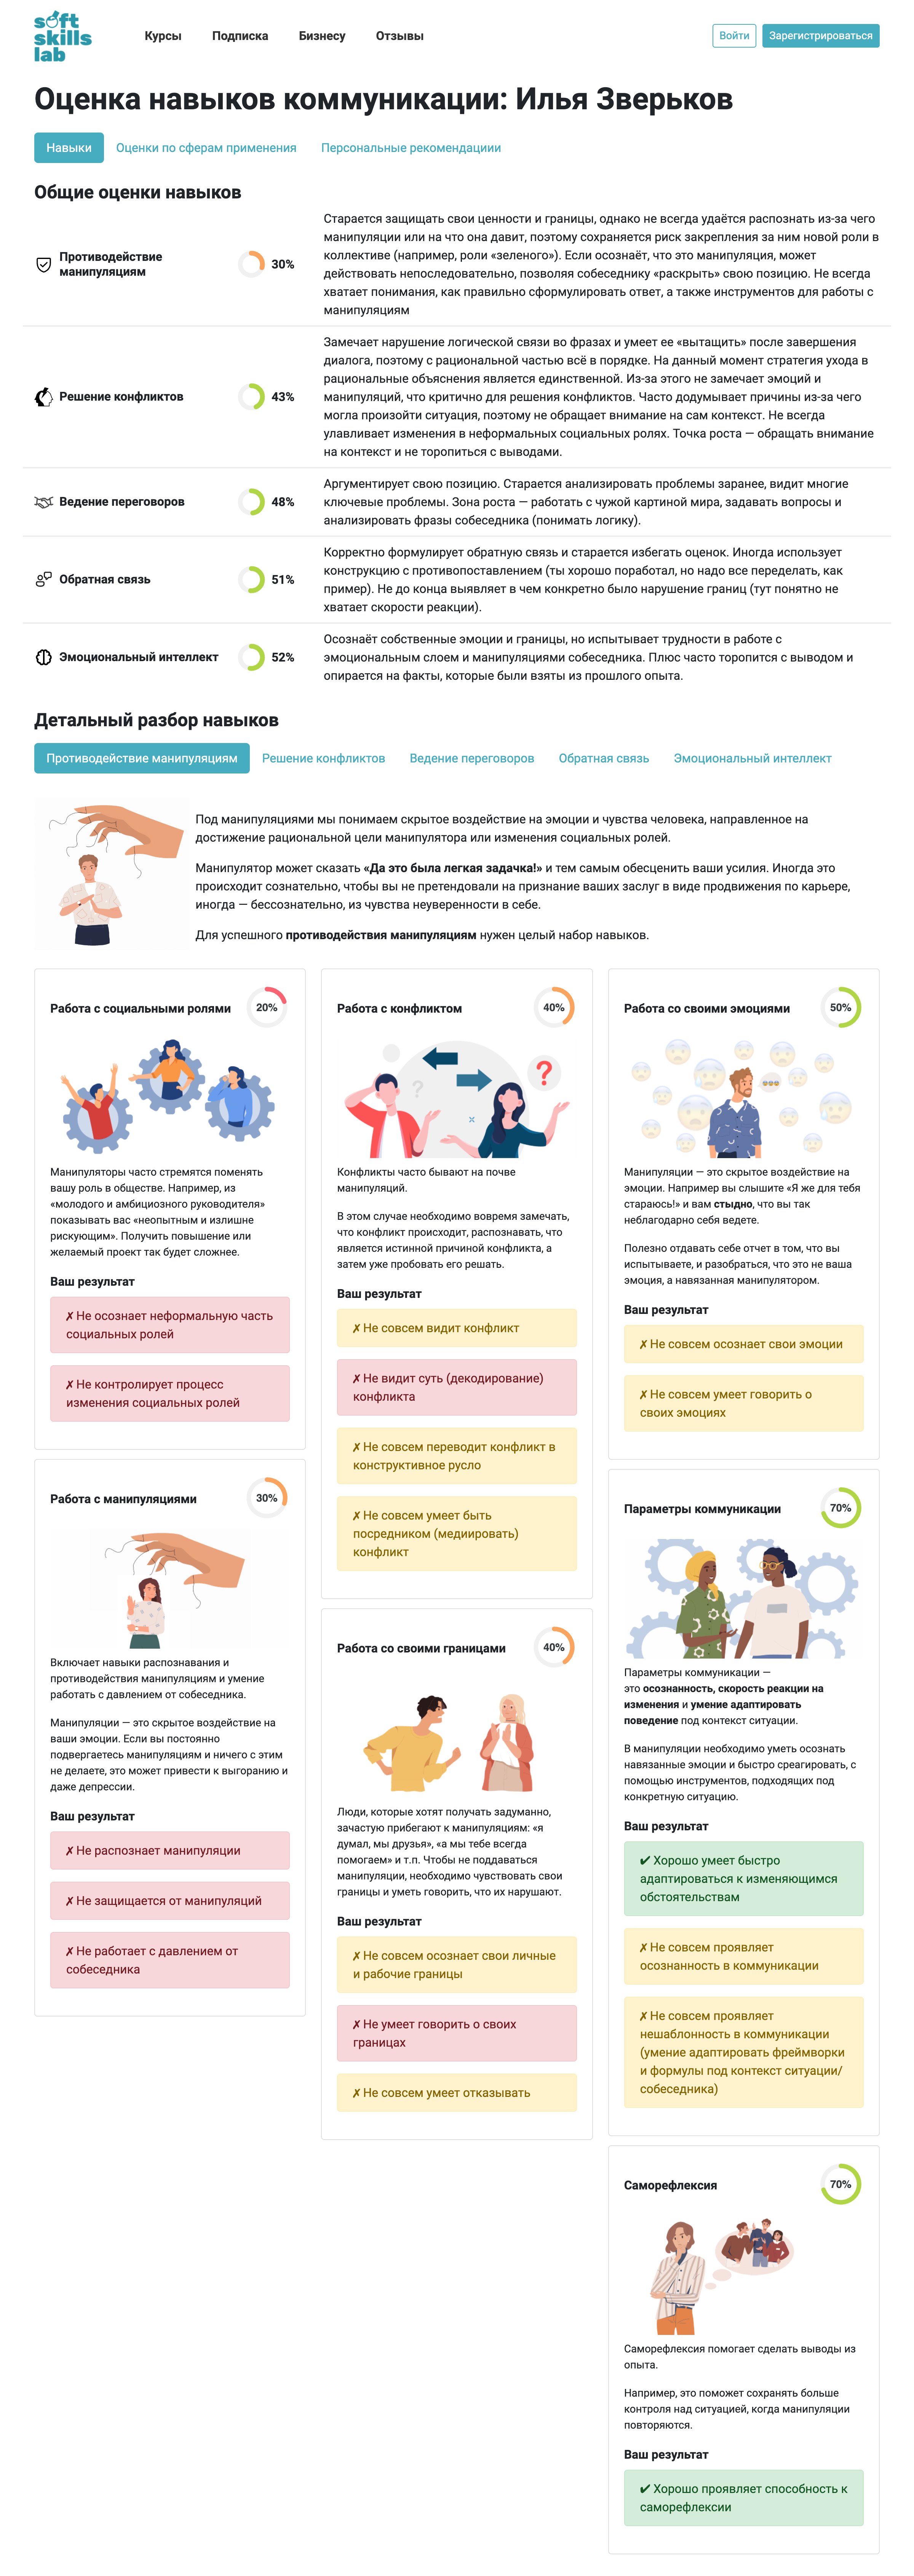 soft
skills
lab
Курсы
Подписка
Бизнесу
Отзывы
Войти
Зарегистрироваться
Оценка навыков коммуникации: Илья Зверьков
Навыки
Оценки по сферам применения
Персональные рекомендациии
Общие оценки навыков
Противодействие
манипуляциям
30%
Старается защищать свои ценности и границы, однако не всегда удаётся распознать из-за чего
манипуляции или на что она давит, поэтому сохраняется риск закрепления за ним новой роли в
коллективе (например, роли «зеленого»). Если осознаёт, что это манипуляция, может
действовать непоследовательно, позволяя собеседнику «раскрыть» свою позицию. Не всегда
хватает понимания, как правильно сформулировать ответ, а также инструментов для работы с
манипуляциям
Решение конфликтов
43%
Замечает нарушение логической связи во фразах и умеет ее «вытащить» после завершения
диалога, поэтому с рациональной частью всё в порядке. На данный момент стратегия ухода в
рациональные объяснения является единственной. Из-за этого не замечает эмоций и
манипуляций, что критично для решения конфликтов. Часто додумывает причины из-за чего
могла произойти ситуация, поэтому не обращает внимание на сам контекст. Не всегда
улавливает изменения в неформальных социальных ролях. Точка роста — обращать внимание
на контекст и не торопиться с выводами.
Ведение переговоров
48%
Аргументирует свою позицию. Старается анализировать проблемы заранее, видит многие
ключевые проблемы. Зона роста — работать с чужой картиной мира, задавать вопросы и
анализировать фразы собеседника (понимать логику).
Обратная связь
51%
Корректно формулирует обратную связь и старается избегать оценок. Иногда использует
конструкцию с противопоставлением (ты хорошо поработал, но надо все переделать, как
пример). Не до конца выявляет в чем конкретно было нарушение границ (тут понятно не
хватает скорости реакции).
Эмоциональный интеллект
52%
Осознаёт собственные эмоции и границы, но испытывает трудности в работе с
эмоциональным слоем и манипуляциями собеседника. Плюс часто торопится с выводом и
опирается на факты, которые были взяты из прошлого опыта.
Детальный разбор навыков
Противодействие манипуляциям
Решение конфликтов
Ведение переговоров
Обратная связь
Эмоциональный интеллект
Под манипуляциями мы понимаем скрытое воздействие на эмоции и чувства человека, направленное на
достижение рациональной цели манипулятора или изменения социальных ролей.
Манипулятор может сказать «Да это была легкая задачка!» и тем самым обесценить ваши усилия. Иногда это
происходит сознательно, чтобы вы не претендовали на признание ваших заслуг в виде продвижения по карьере,
иногда — бессознательно, из чувства неуверенности в себе.
Для успешного противодействия манипуляциям нужен целый набор навыков.
Работа с социальными ролями
20%
Манипуляторы часто стремятся поменять
вашу роль в обществе. Например, из
«молодого и амбициозного руководителя»
показывать вас «неопытным и излишне
рискующим». Получить повышение или
желаемый проект так будет сложнее.
Ваш результат
✗ Не осознает неформальную часть
социальных ролей
✗ Не контролирует процесс
изменения социальных ролей
Работа с манипуляциями
30%
Включает навыки распознавания и
противодействия манипуляциям и умение
работать с давлением от собеседника.
Манипуляции — это скрытое воздействие на
ваши эмоции. Если вы постоянно
подвергаетесь манипуляциям и ничего с этим
не делаете, это может привести к выгоранию и
даже депрессии.
Ваш результат
✗ Не распознает манипуляции
✗ Не защищается от манипуляций
✗ Не работает с давлением от
собеседника
Работа с конфликтом
40%
?
?
Конфликты часто бывают на почве
манипуляций.
В этом случае необходимо вовремя замечать,
что конфликт происходит, распознавать, что
является истинной причиной конфликта, а
затем уже пробовать его решать.
Ваш результат
✗ Не совсем видит конфликт
✗ Не видит суть (декодирование)
конфликта
✗ Не совсем переводит конфликт в
конструктивное русло
✗ Не совсем умеет быть
посредником (медиировать)
конфликт
Работа со своими границами
40%
Люди, которые хотят получать задуманно,
зачастую прибегают к манипуляциям: «я
думал, мы друзья», «а мы тебе всегда
помогаем» и т.п. Чтобы не поддаваться
манипуляции, необходимо чувствовать свои
границы и уметь говорить, что их нарушают.
Ваш результат
✗ Не совсем осознает свои личные
и рабочие границы
✗ Не умеет говорить о своих
границах
✗ Не совсем умеет отказывать
Работа со своими эмоциями
50%
Манипуляции — это скрытое воздействие на
эмоции. Например вы слышите «Я же для тебя
стараюсь!» и вам стыдно, что вы так
неблагодарно себя ведете.
Полезно отдавать себе отчет в том, что вы
испытываете, и разобраться, что это не ваша
эмоция, а навязанная манипулятором.
Ваш результат
✗ Не совсем осознает свои эмоции
✗ Не совсем умеет говорить о
своих эмоциях
Параметры коммуникации
70%
Параметры коммуникации —
это осознанность, скорость реакции на
изменения и умение адаптировать
поведение под контекст ситуации.
В манипуляции необходимо уметь осознать
навязанные эмоции и быстро среагировать, с
помощью инструментов, подходящих под
конкретную ситуацию.
Ваш результат
✔ Хорошо умеет быстро
адаптироваться к изменяющимся
обстоятельствам
✗ Не совсем проявляет
осознанность в коммуникации
✗ Не совсем проявляет
нешаблонность в коммуникации
(умение адаптировать фреймворки
и формулы под контекст ситуации/
собеседника)
Саморефлексия
70%
Саморефлексия помогает сделать выводы из
опыта.
Например, это поможет сохранять больше
контроля над ситуацией, когда манипуляции
повторяются.
Ваш результат
✔ Хорошо проявляет способность к
саморефлексии